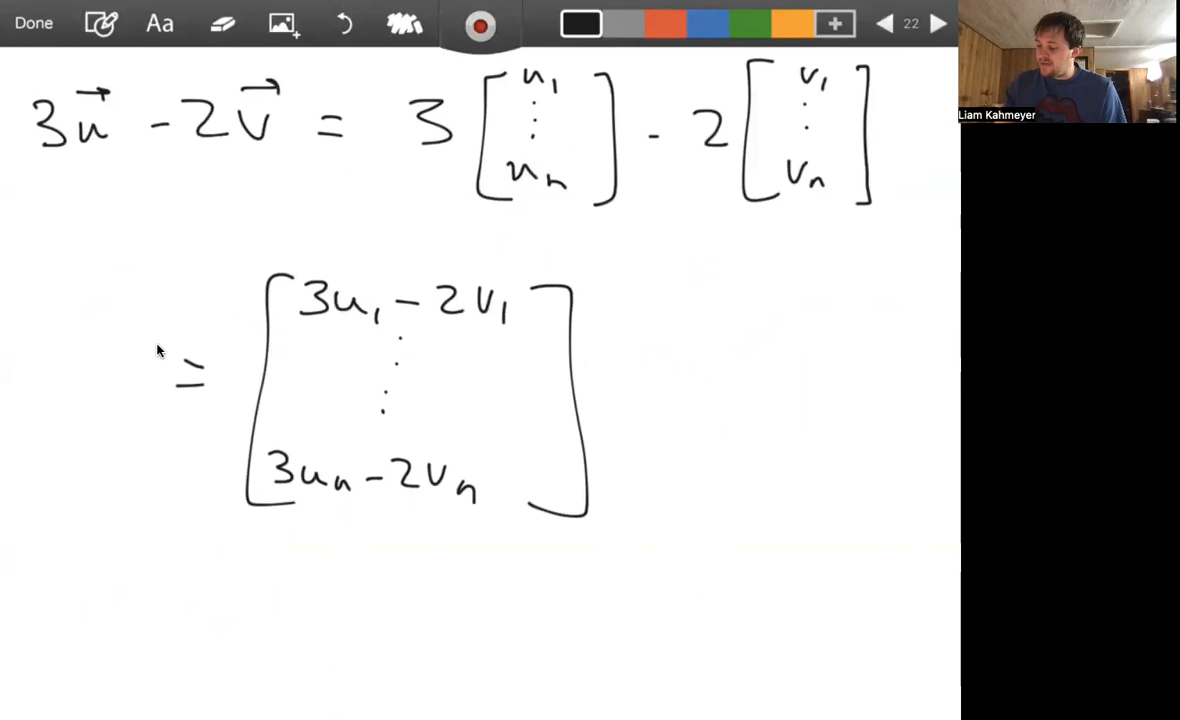 Done Aa + 22
Liam Kahmeyer
3u⃗ - 2v⃗ = 3 [u₁ ⋮ uₙ] - 2 [v₁ ⋮ vₙ]
= [3u₁ - 2v₁ ⋮ 3uₙ - 2vₙ]